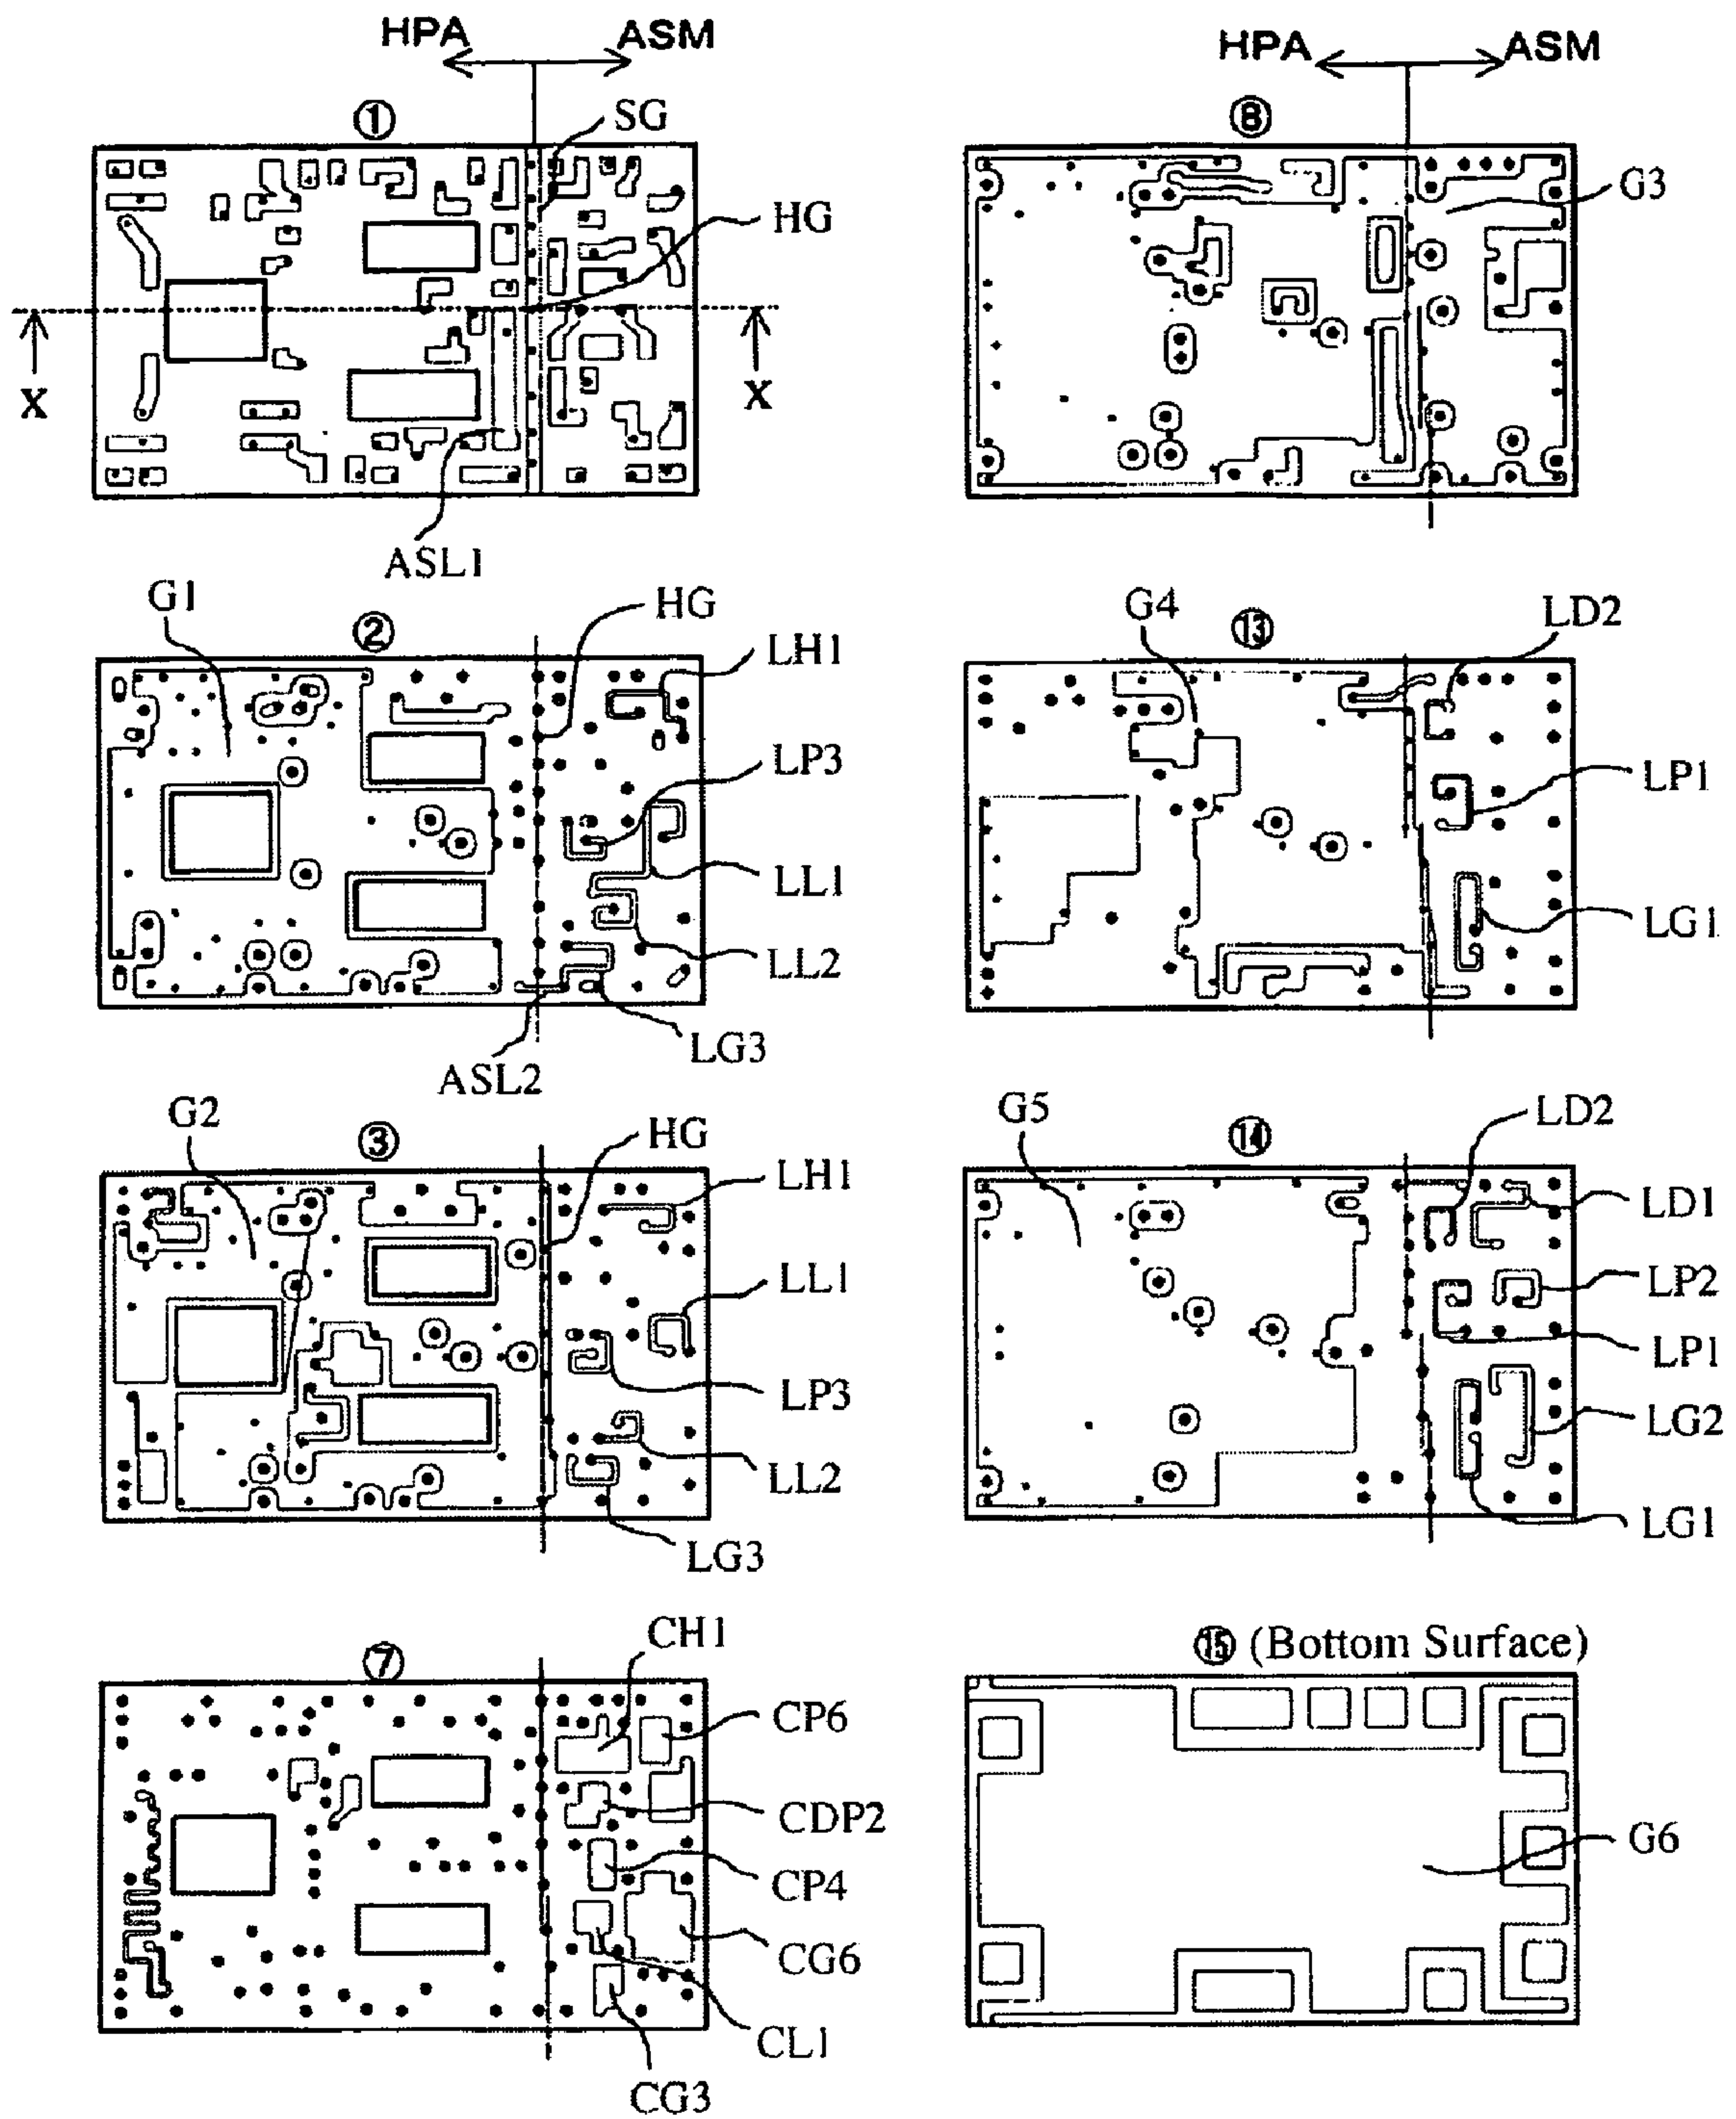 HPA ASM
① SG
HG
X X
ASL1
G1 ② HG
LH1
LP3
LL1
LL2
LG3
ASL2
G2 ③ HG
LH1
LL1
LP3
LL2
LG3
⑦ CH1
CP6
CDP2
CP4
CG6
CL1
CG3
HPA ASM
⑧
G3
G4 ⑬ LD2
LP1
LG1
G5 ⑭ LD2
LD1
LP2
LP1
LG2
LG1
⑮ (Bottom Surface)
G6